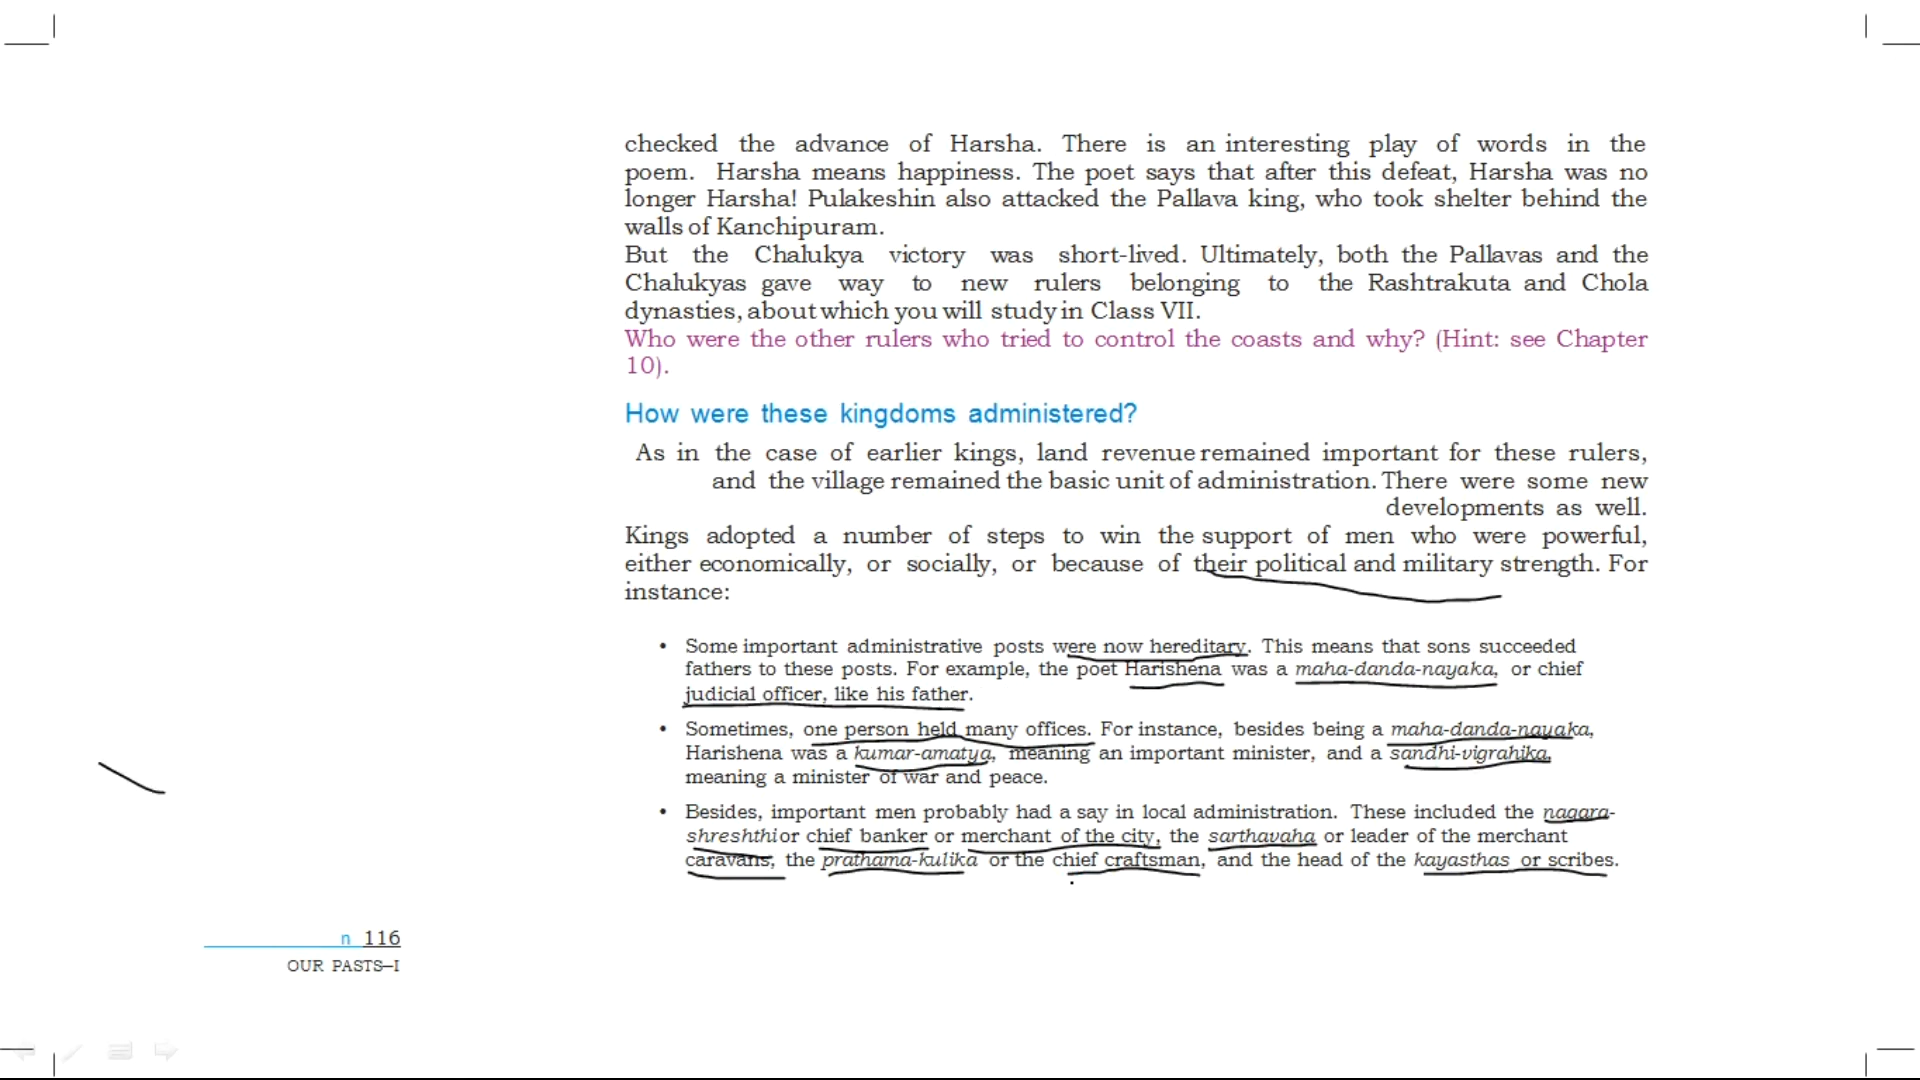 checked the advance of Harsha. There is an interesting play of words in the
poem. Harsha means happiness. The poet says that after this defeat, Harsha was no
longer Harsha! Pulakeshin also attacked the Pallava king, who took shelter behind the
walls of Kanchipuram.
But the Chalukya victory was short-lived. Ultimately, both the Pallavas and the
Chalukyas gave way to new rulers belonging to the Rashtrakuta and Chola
dynasties, about which you will study in Class VII.
Who were the other rulers who tried to control the coasts and why? (Hint: see Chapter
10).
How were these kingdoms administered?
As in the case of earlier kings, land revenue remained important for these rulers,
and the village remained the basic unit of administration. There were some new
developments as well.
Kings adopted a number of steps to win the support of men who were powerful,
either economically, or socially, or because of their political and military strength. For
instance:
• Some important administrative posts were now hereditary. This means that sons succeeded
fathers to these posts. For example, the poet Harishena was a maha-danda-nayaka, or chief
judicial officer, like his father.
• Sometimes, one person held many offices. For instance, besides being a maha-danda-nayaka,
Harishena was a kumar-amatya, meaning an important minister, and a sandhi-vigrahika,
meaning a minister of war and peace.
• Besides, important men probably had a say in local administration. These included the nagara-
shreshthi or chief banker or merchant of the city, the sarthavaha or leader of the merchant
caravans, the prathama-kulika or the chief craftsman, and the head of the kayasthas or scribes.
n 116
OUR PASTS–I